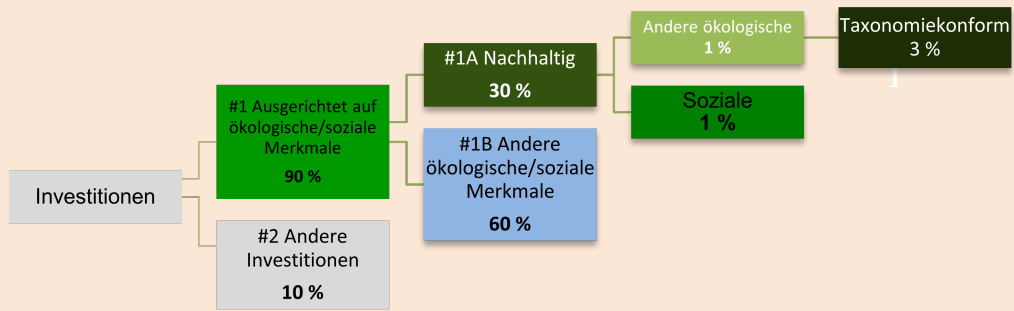 Investitionen
#1 Ausgerichtet auf
ökologische/soziale
Merkmale
90 %
#2 Andere
Investitionen
10 %
#1A Nachhaltig
30 %
#1B Andere
ökologische/soziale
Merkmale
60 %
Andere ökologische
1 %
Soziale
1 %
Taxonomiekonform
3 %